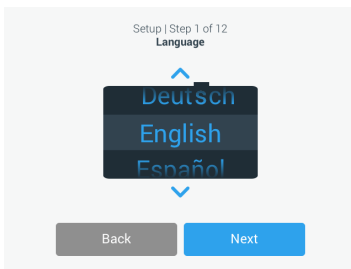 Setup | Step 1 of 12
Language
Deutsch
English
Español
Back
Next